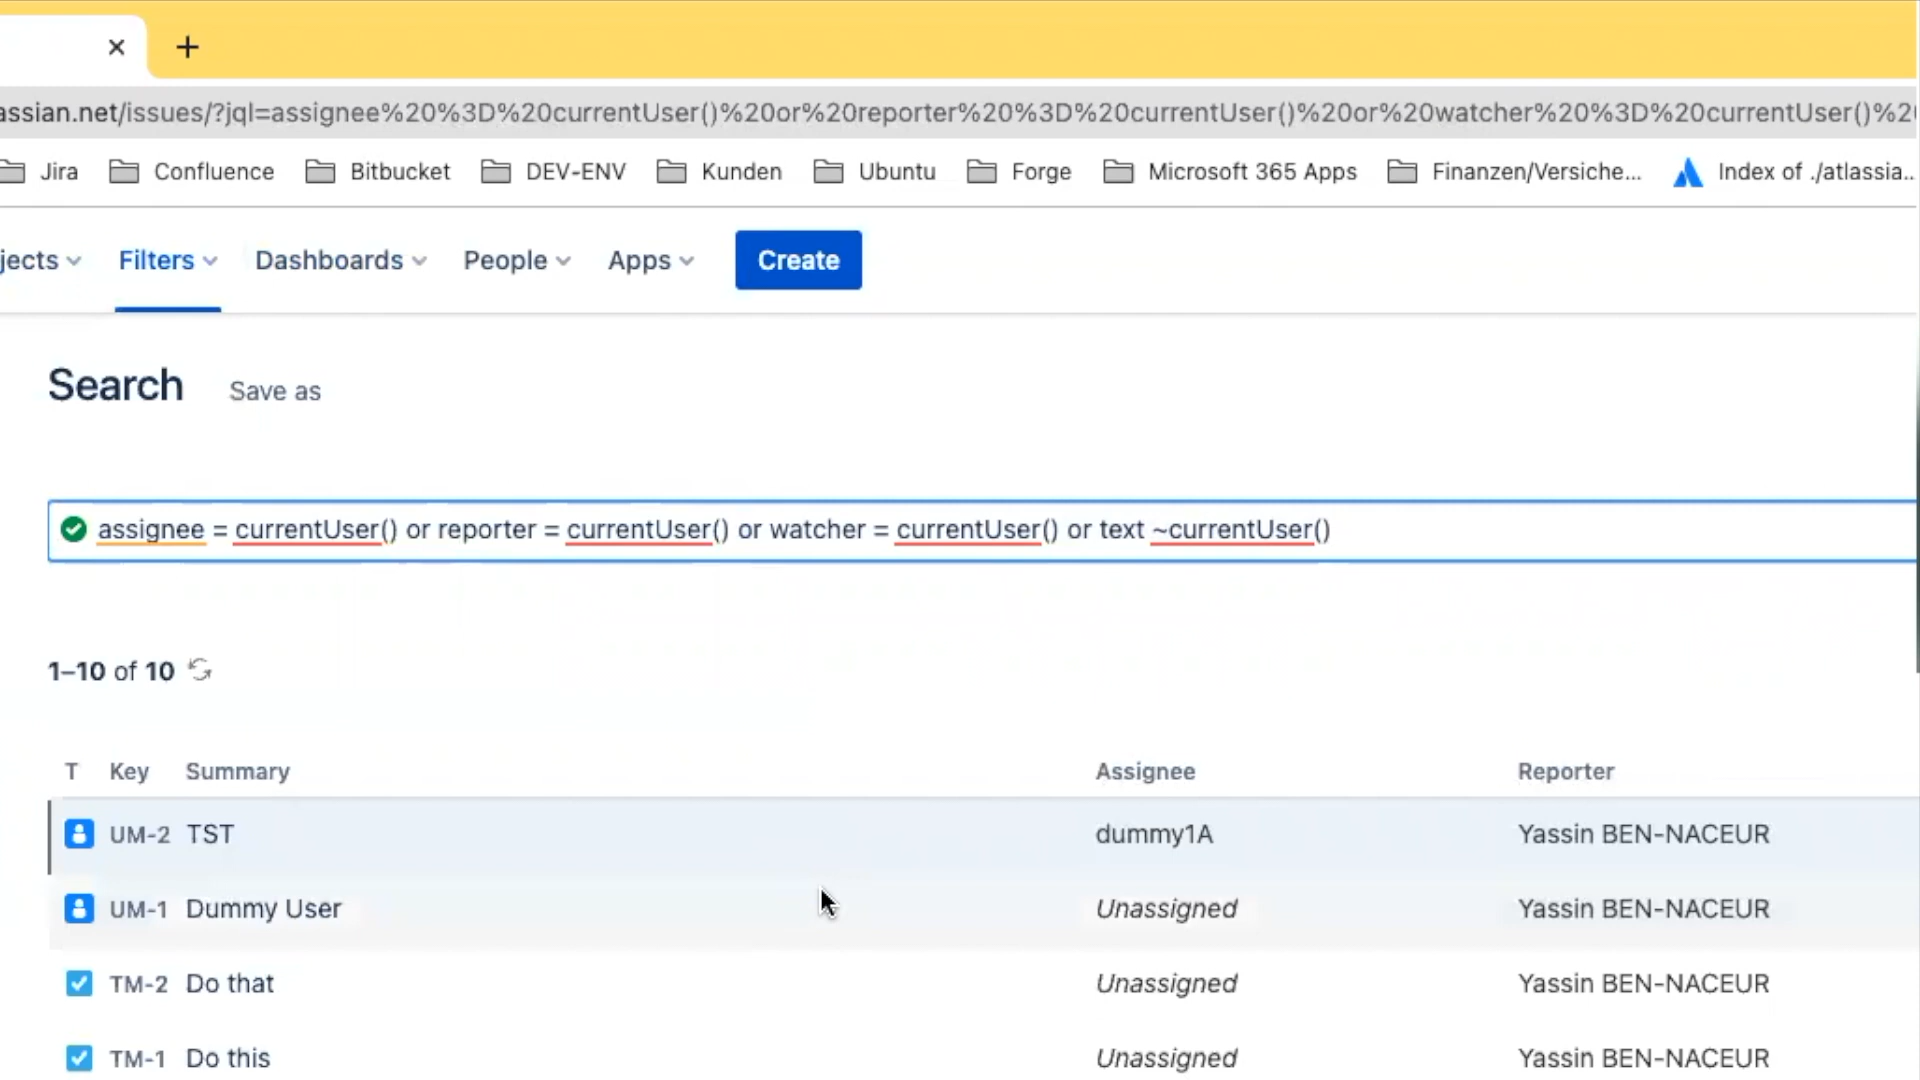 assian.net/issues/?jql=assignee%20%3D%20currentUser()%20or%20reporter%20%3D%20currentUser()%20or%20watcher%20%3D%20currentUser()%2
Jira Confluence Bitbucket DEV-ENV Kunden Ubuntu Forge Microsoft 365 Apps Finanzen/Versiche... Index of ./atlassia..
jects Filters Dashboards People Apps Create
Search Save as
assignee = currentUser() or reporter = currentUser() or watcher = currentUser() or text ~currentUser()
1–10 of 10
T Key Summary Assignee Reporter
UM-2 TST dummy1A Yassin BEN-NACEUR
UM-1 Dummy User Unassigned Yassin BEN-NACEUR
TM-2 Do that Unassigned Yassin BEN-NACEUR
TM-1 Do this Unassigned Yassin BEN-NACEUR